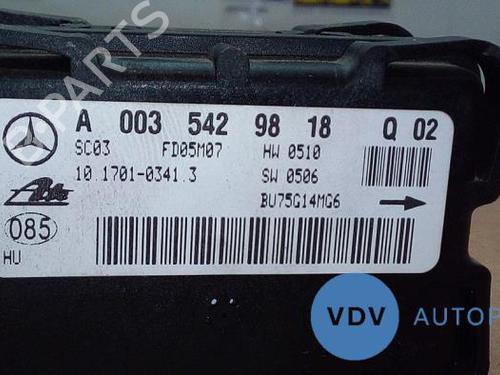 B-PARTS
A 003 542 98 18 Q 02
SC03 FD05M07 HW 0510
10.1701-0341.3 SW 0506
Ate BU75G14MG6
085
HU
VDV AUTOP